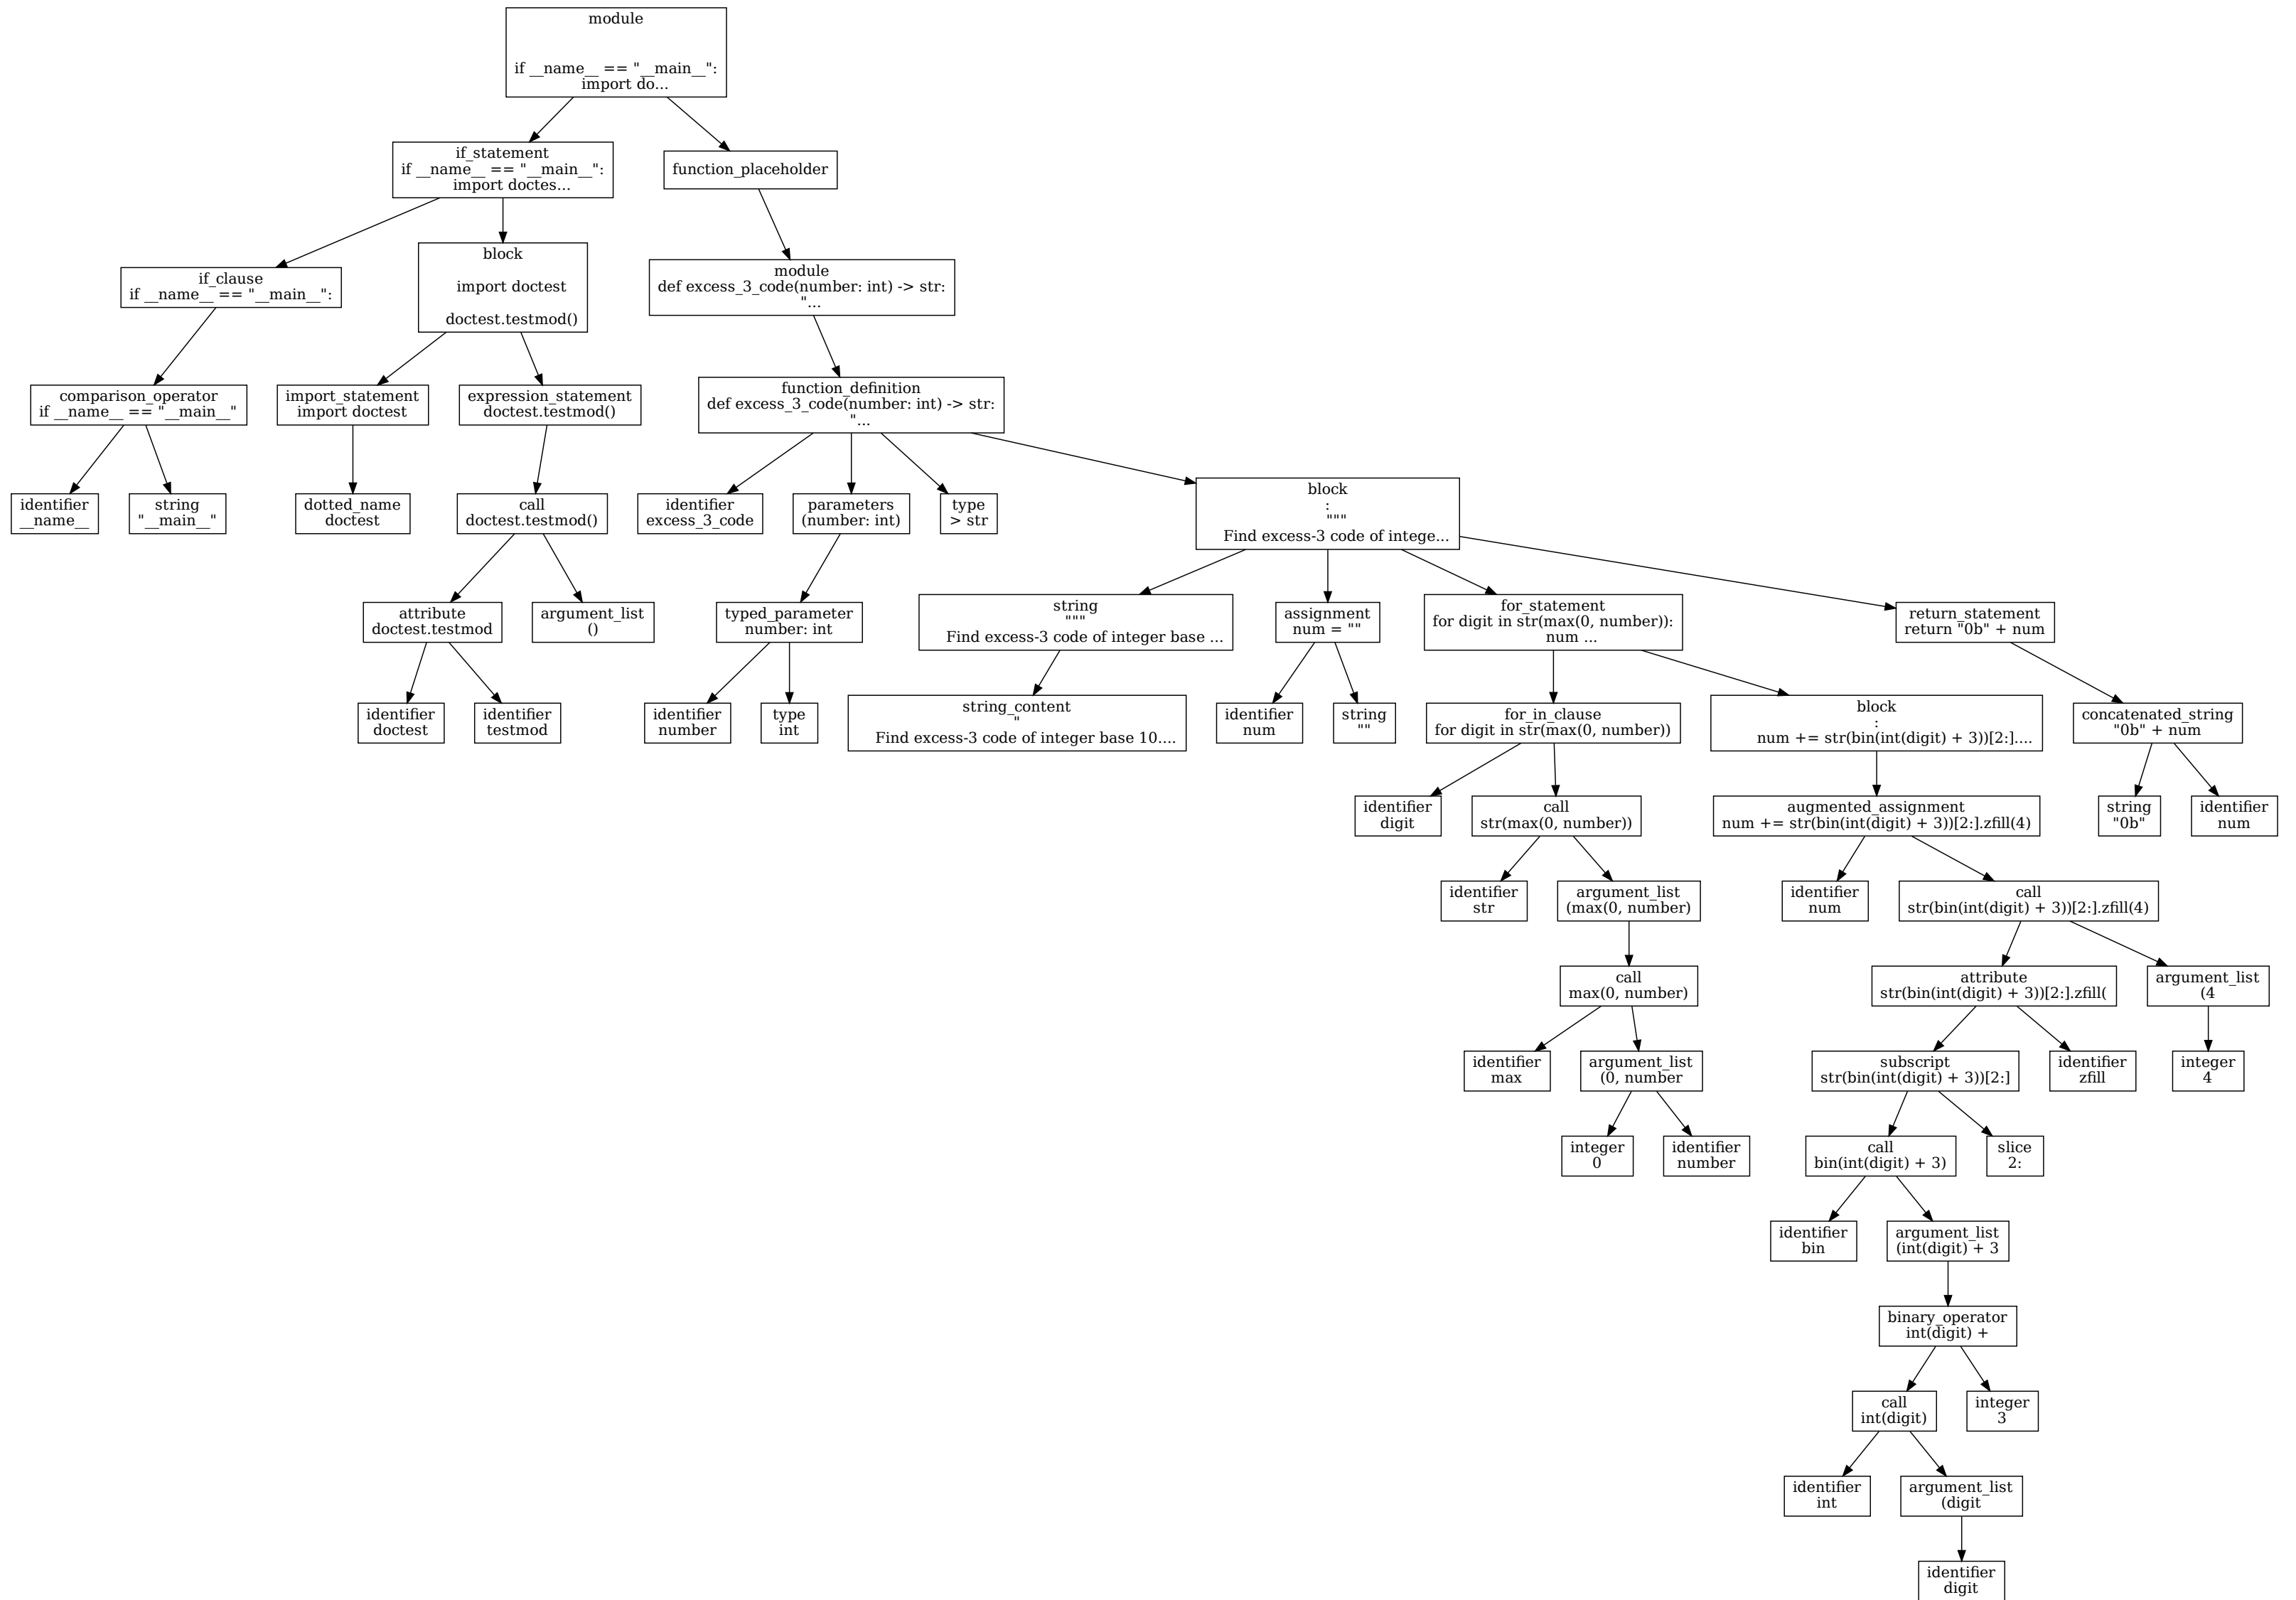 module
if __name__ == "__main__":
import do...
if_statement
if __name__ == "__main__":
import doctes...
function_placeholder
if_clause
if __name__ == "__main__":
block
import doctest
doctest.testmod()
module
def excess_3_code(number: int) -> str:
"...
comparison_operator
if __name__ == "__main__"
import_statement
import doctest
expression_statement
doctest.testmod()
function_definition
def excess_3_code(number: int) -> str:
"...
identifier
__name__
string
"__main__"
dotted_name
doctest
call
doctest.testmod()
identifier
excess_3_code
parameters
(number: int)
type
> str
block
:
"""
Find excess-3 code of intege...
attribute
doctest.testmod
argument_list
()
typed_parameter
number: int
string
"""
Find excess-3 code of integer base ...
assignment
num = ""
for_statement
for digit in str(max(0, number)):
num ...
return_statement
return "0b" + num
identifier
doctest
identifier
testmod
identifier
number
type
int
string_content
"
Find excess-3 code of integer base 10....
identifier
num
string
""
for_in_clause
for digit in str(max(0, number))
block
:
num += str(bin(int(digit) + 3))[2:]....
concatenated_string
"0b" + num
identifier
digit
call
str(max(0, number))
augmented_assignment
num += str(bin(int(digit) + 3))[2:].zfill(4)
string
"0b"
identifier
num
identifier
str
argument_list
(max(0, number)
identifier
num
call
str(bin(int(digit) + 3))[2:].zfill(4)
call
max(0, number)
attribute
str(bin(int(digit) + 3))[2:].zfill(
argument_list
(4
identifier
max
argument_list
(0, number
subscript
str(bin(int(digit) + 3))[2:]
identifier
zfill
integer
4
integer
0
identifier
number
call
bin(int(digit) + 3)
slice
2:
identifier
bin
argument_list
(int(digit) + 3
binary_operator
int(digit) +
call
int(digit)
integer
3
identifier
int
argument_list
(digit
identifier
digit